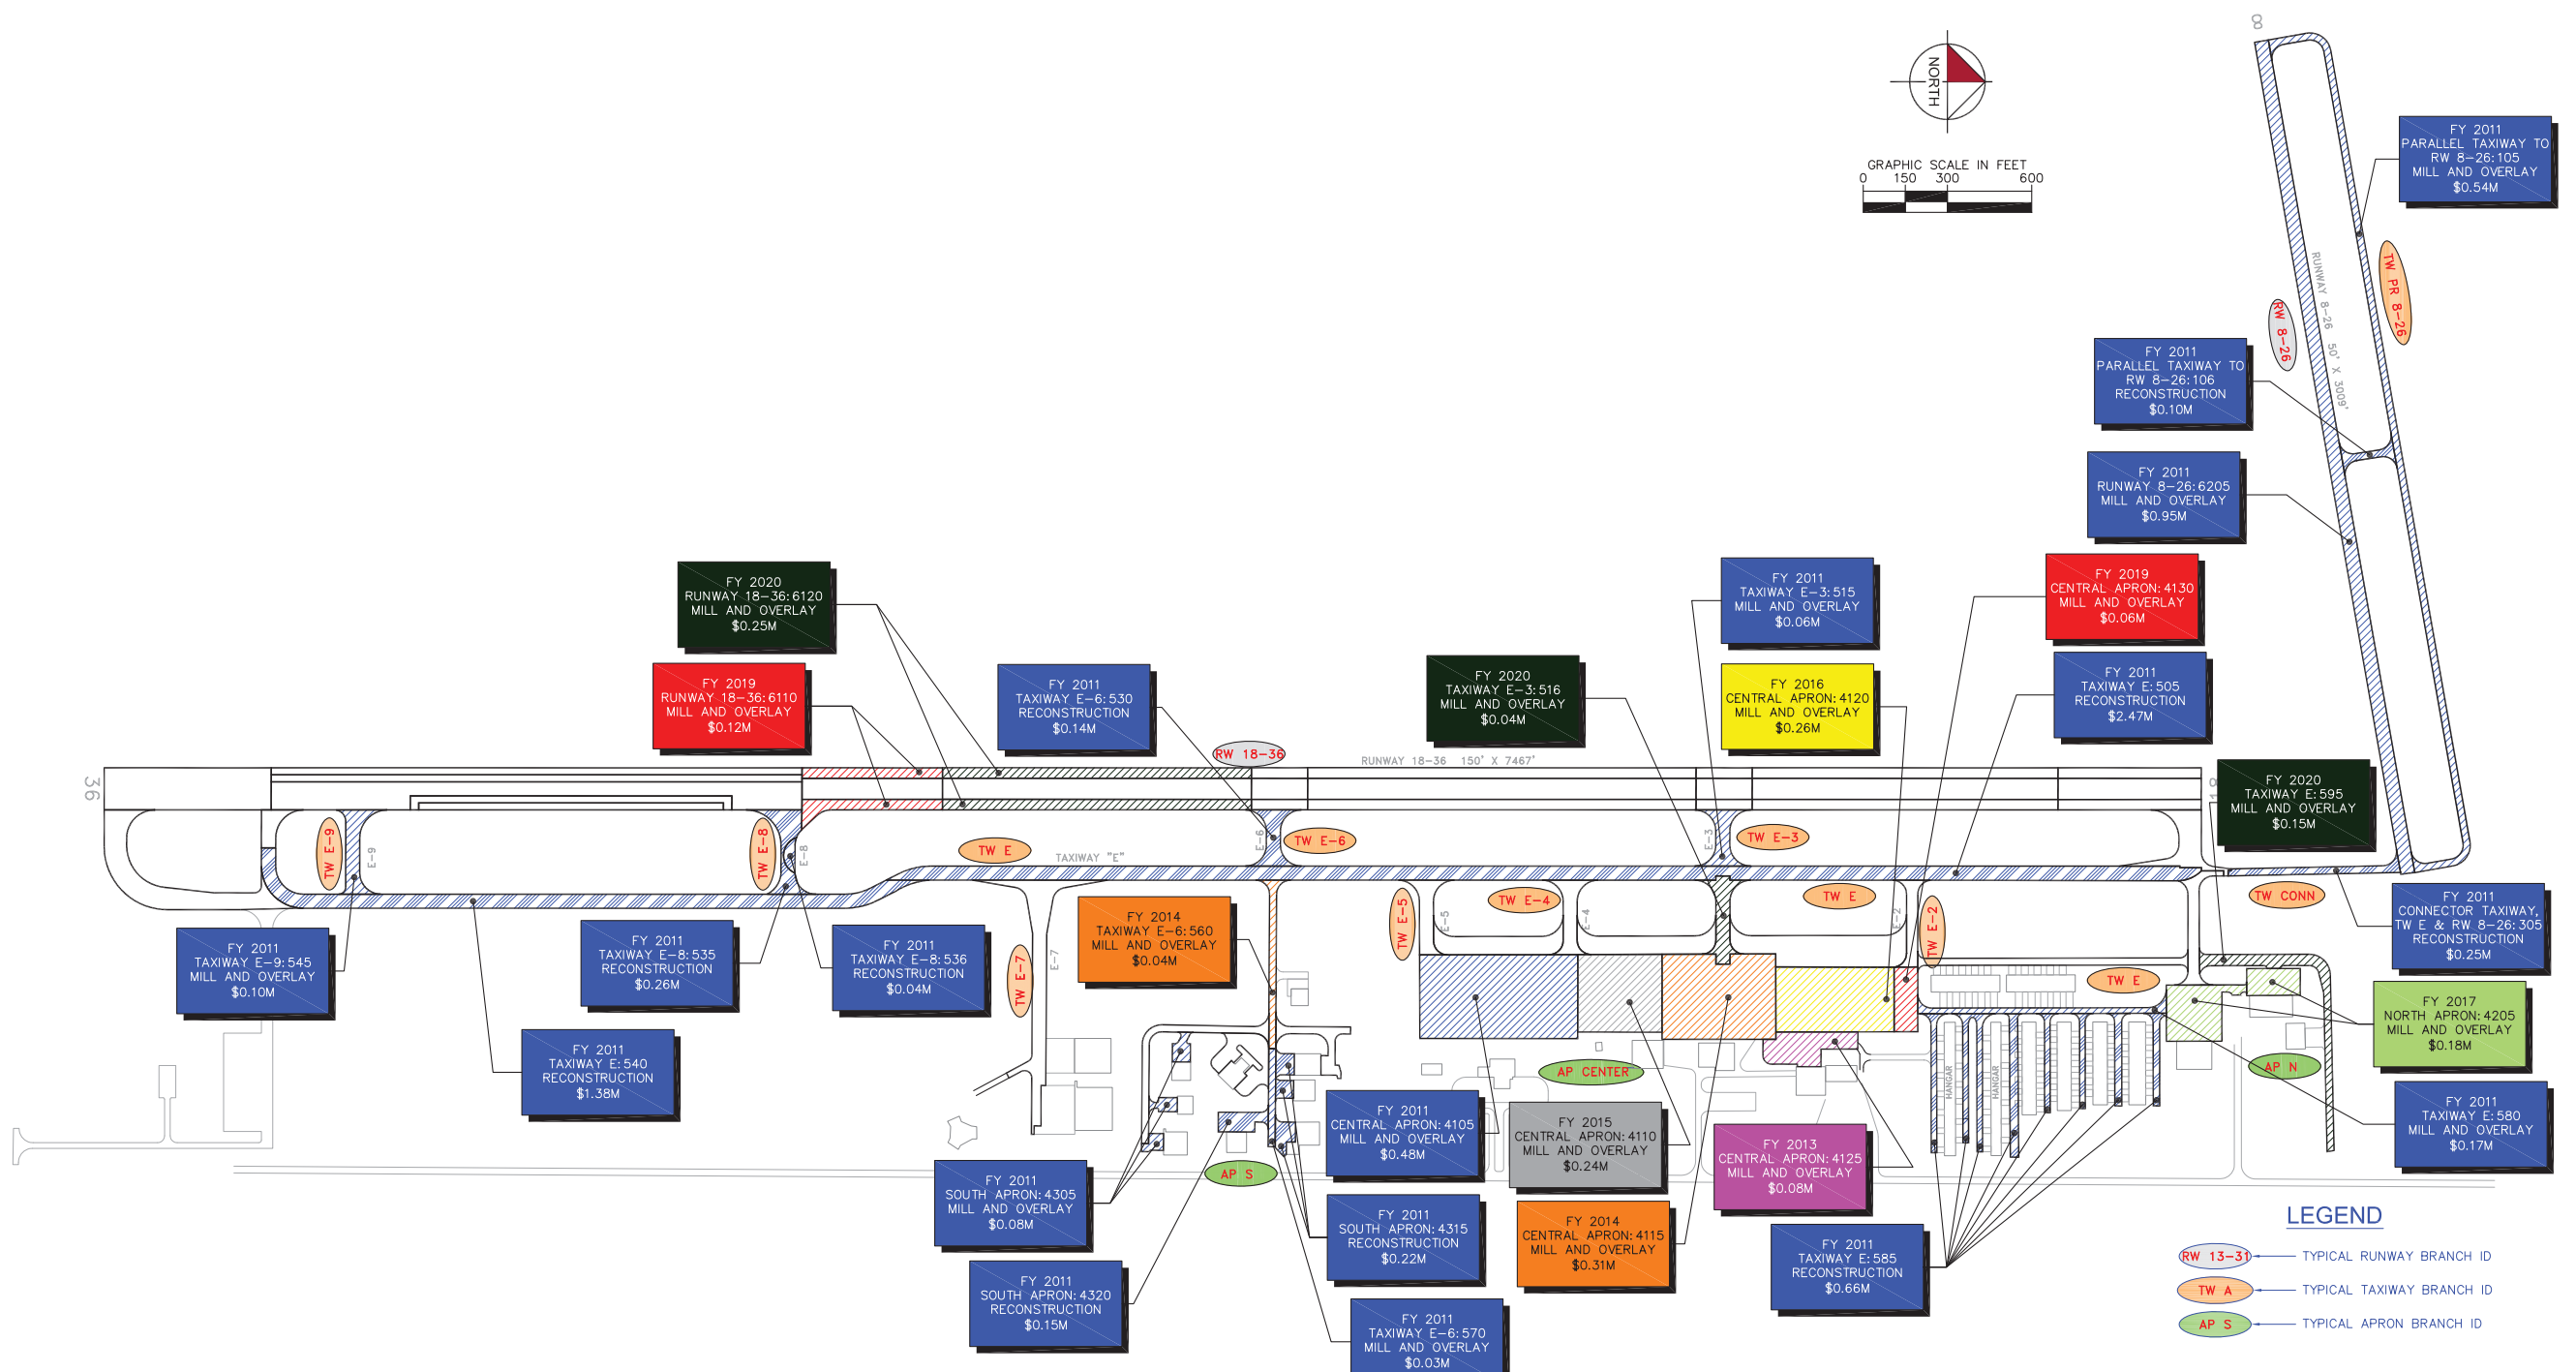 8
NORTH
GRAPHIC SCALE IN FEET
0 150 300 600
FY 2011
PARALLEL TAXIWAY TO
RW 8-26:105
MILL AND OVERLAY
$0.54M
TW PR 8-26
RW 8-26
RUNWAY 8-26 50' X 3009'
FY 2011
PARALLEL TAXIWAY TO
RW 8-26:106
RECONSTRUCTION
$0.10M
FY 2011
RUNWAY 8-26:6205
MILL AND OVERLAY
$0.95M
FY 2020
RUNWAY 18-36:6120
MILL AND OVERLAY
$0.25M
FY 2019
RUNWAY 18-36:6110
MILL AND OVERLAY
$0.12M
FY 2011
TAXIWAY E-6:530
RECONSTRUCTION
$0.14M
FY 2020
TAXIWAY E-3:516
MILL AND OVERLAY
$0.04M
FY 2011
TAXIWAY E-3:515
MILL AND OVERLAY
$0.06M
FY 2016
CENTRAL APRON:4120
MILL AND OVERLAY
$0.26M
FY 2019
CENTRAL APRON:4130
MILL AND OVERLAY
$0.06M
FY 2011
TAXIWAY E:505
RECONSTRUCTION
$2.47M
RW 18-36
RUNWAY 18-36 150' X 7467'
36
18
FY 2020
TAXIWAY E:595
MILL AND OVERLAY
$0.15M
TW E-9
E-9
TW E-8
E-8
TW E
TAXIWAY "E"
E-6
TW E-6
E-3
TW E-3
TW E-5
E-5
TW E-4
E-4
TW E
E-2
TW E-2
TW CONN
FY 2011
CONNECTOR TAXIWAY,
TW E & RW 8-26:305
RECONSTRUCTION
$0.25M
FY 2011
TAXIWAY E-9:545
MILL AND OVERLAY
$0.10M
FY 2011
TAXIWAY E-8:535
RECONSTRUCTION
$0.26M
FY 2011
TAXIWAY E-8:536
RECONSTRUCTION
$0.04M
TW E-7
E-7
FY 2014
TAXIWAY E-6:560
MILL AND OVERLAY
$0.04M
TW E
FY 2017
NORTH APRON:4205
MILL AND OVERLAY
$0.18M
FY 2011
TAXIWAY E:540
RECONSTRUCTION
$1.38M
AP CENTER
HANGAR
HANGAR
AP N
FY 2011
CENTRAL APRON:4105
MILL AND OVERLAY
$0.48M
FY 2015
CENTRAL APRON:4110
MILL AND OVERLAY
$0.24M
FY 2013
CENTRAL APRON:4125
MILL AND OVERLAY
$0.08M
FY 2011
TAXIWAY E:580
MILL AND OVERLAY
$0.17M
AP S
FY 2011
SOUTH APRON:4305
MILL AND OVERLAY
$0.08M
FY 2011
SOUTH APRON:4315
RECONSTRUCTION
$0.22M
FY 2014
CENTRAL APRON:4115
MILL AND OVERLAY
$0.31M
FY 2011
TAXIWAY E:585
RECONSTRUCTION
$0.66M
FY 2011
SOUTH APRON:4320
RECONSTRUCTION
$0.15M
FY 2011
TAXIWAY E-6:570
MILL AND OVERLAY
$0.03M
LEGEND
RW 13-31 TYPICAL RUNWAY BRANCH ID
TW A TYPICAL TAXIWAY BRANCH ID
AP S TYPICAL APRON BRANCH ID